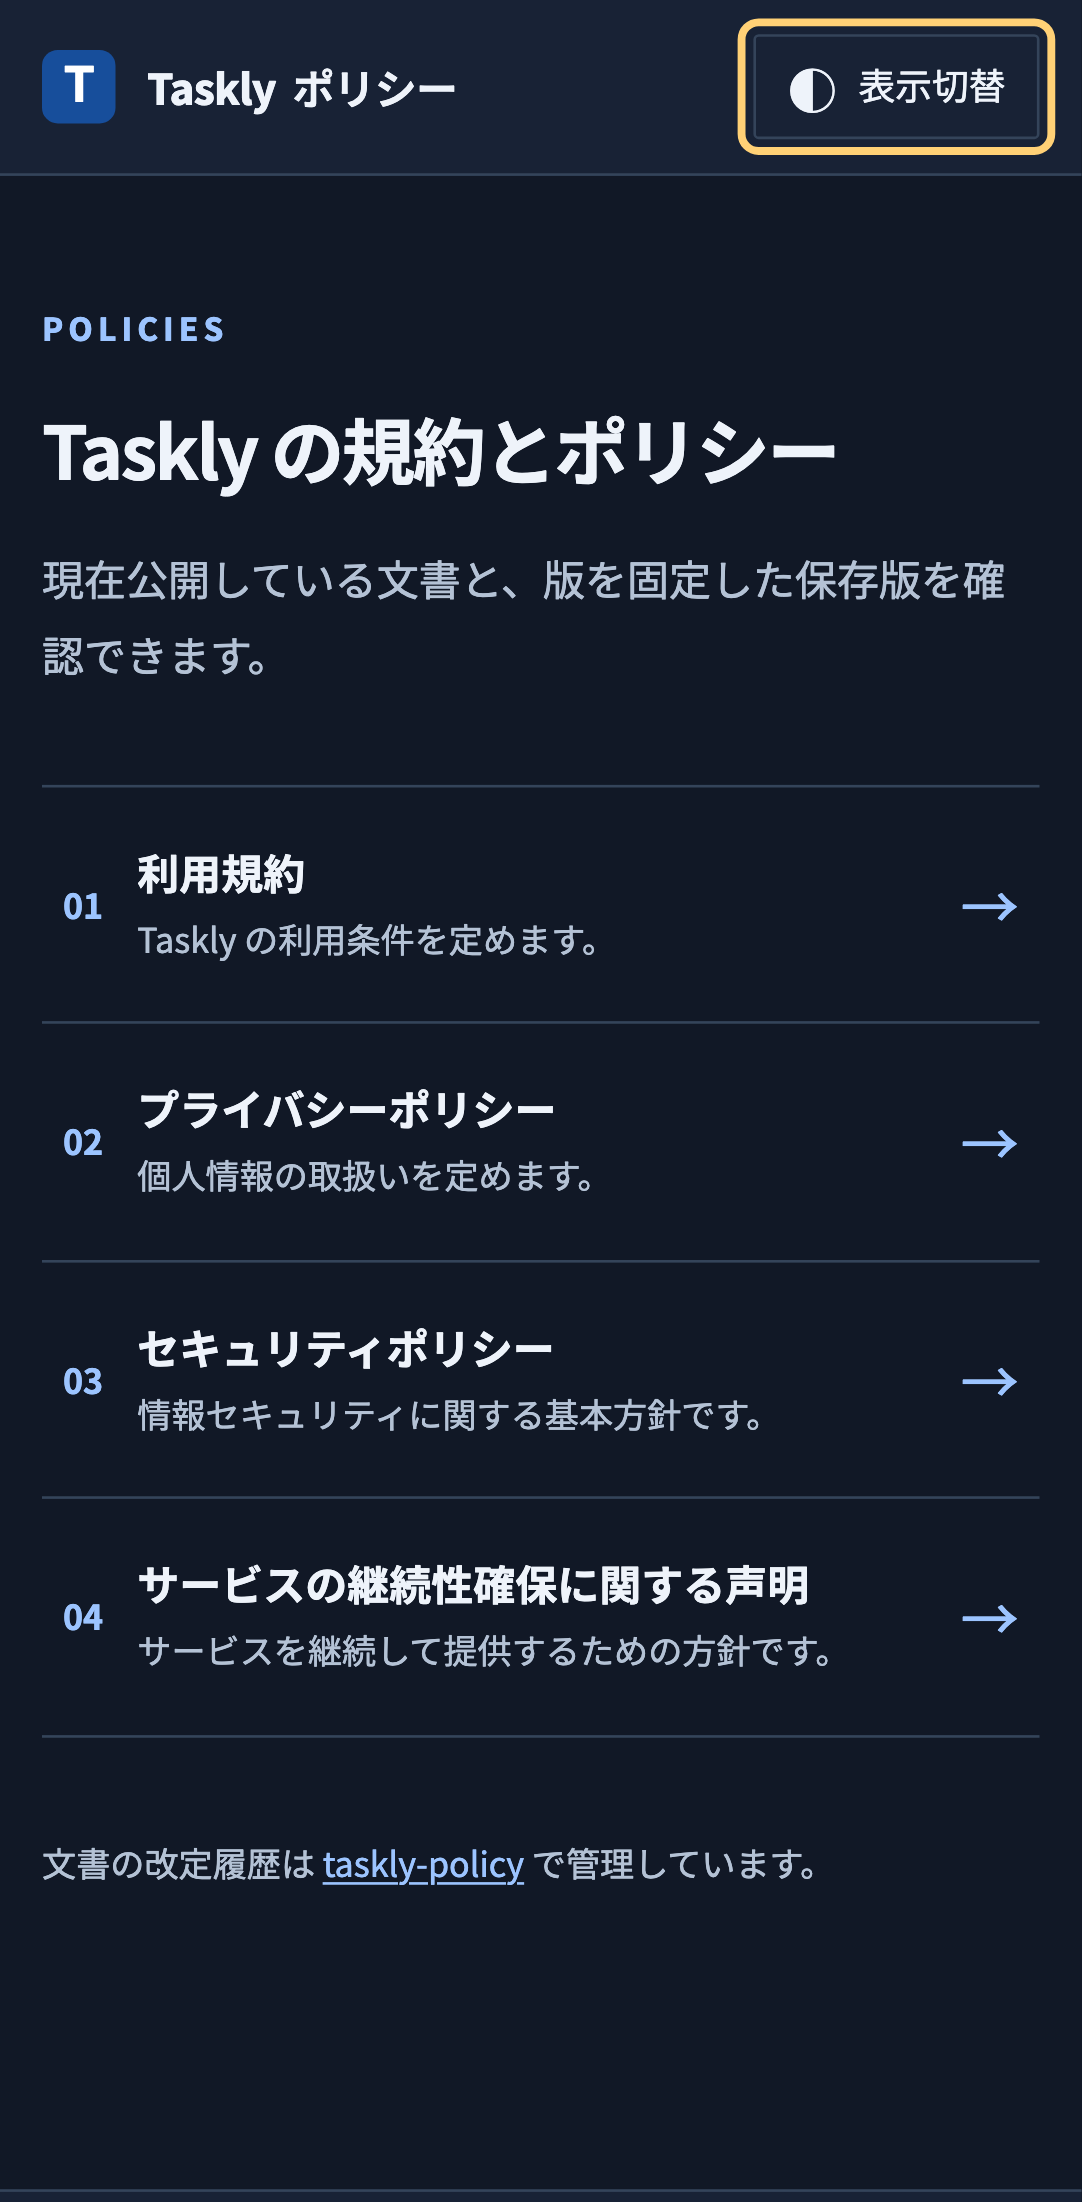 T Taskly ポリシー
表示切替
POLICIES
Taskly の規約とポリシー
現在公開している文書と、版を固定した保存版を確
認できます。
01
利用規約
Taskly の利用条件を定めます。
→
02
プライバシーポリシー
個人情報の取扱いを定めます。
→
03
セキュリティポリシー
情報セキュリティに関する基本方針です。
→
04
サービスの継続性確保に関する声明
サービスを継続して提供するための方針です。
→
文書の改定履歴は taskly-policy で管理しています。